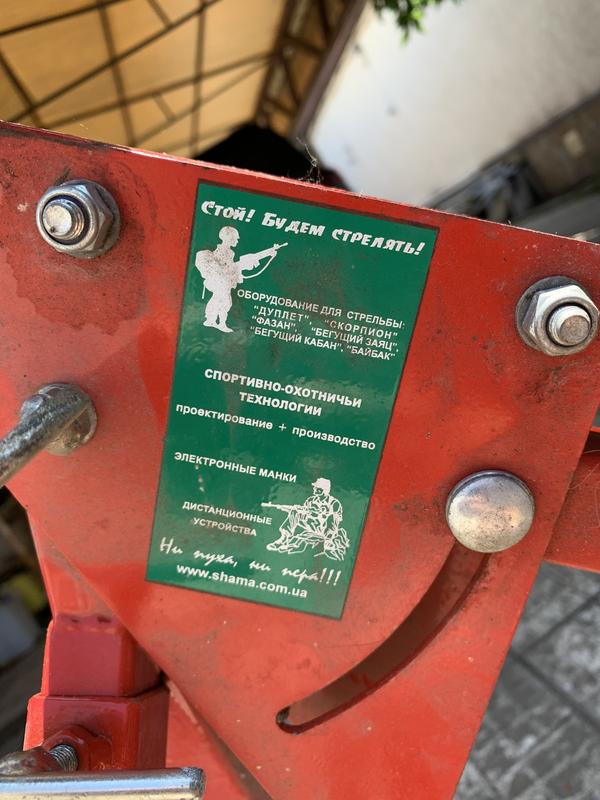 Стой! Будем стрелять!
ОБОРУДОВАНИЕ ДЛЯ СТРЕЛЬБЫ:
"ДУПЛЕТ", "СКОРПИОН"
"ФАЗАН", "БЕГУЩИЙ ЗАЯЦ",
"БЕГУЩИЙ КАБАН", "БАЙБАК"
СПОРТИВНО-ОХОТНИЧЬИ
ТЕХНОЛОГИИ
проектирование + производство
ЭЛЕКТРОННЫЕ МАНКИ
ДИСТАНЦИОННЫЕ
УСТРОЙСТВА
Ни пуха, ни пера!!!
www.shama.com.ua